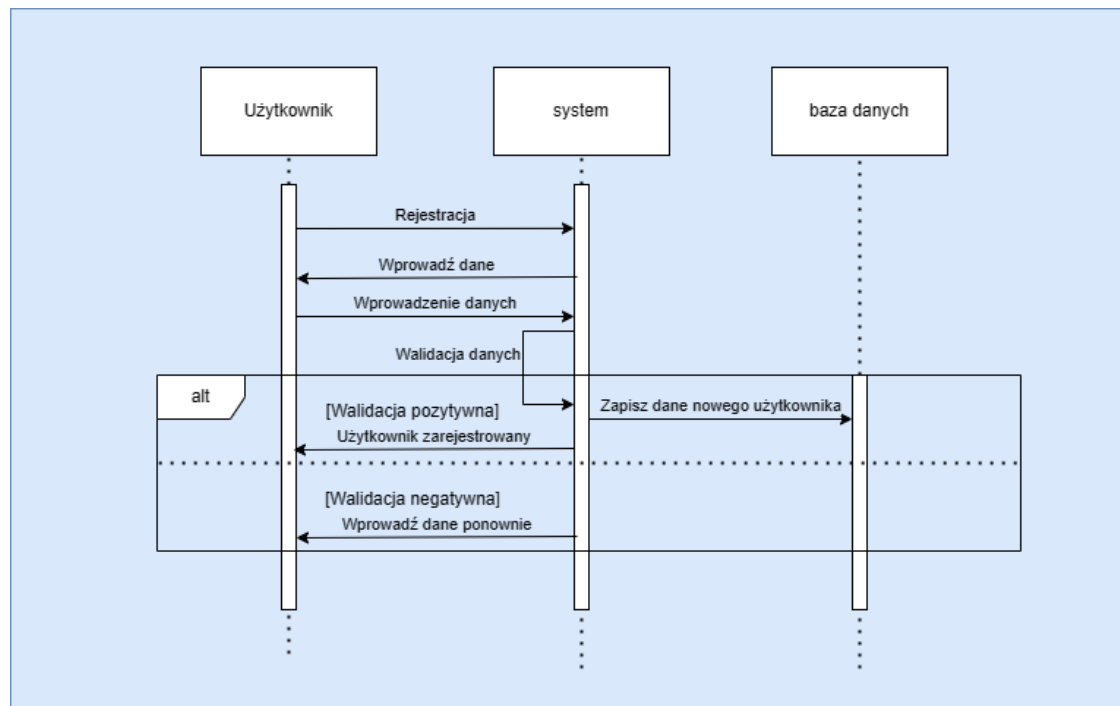 Użytkownik
system
baza danych
Rejestracja
Wprowadź dane
Wprowadzenie danych
Walidacja danych
alt
[Walidacja pozytywna]
Zapisz dane nowego użytkownika
Użytkownik zarejestrowany
[Walidacja negatywna]
Wprowadź dane ponownie